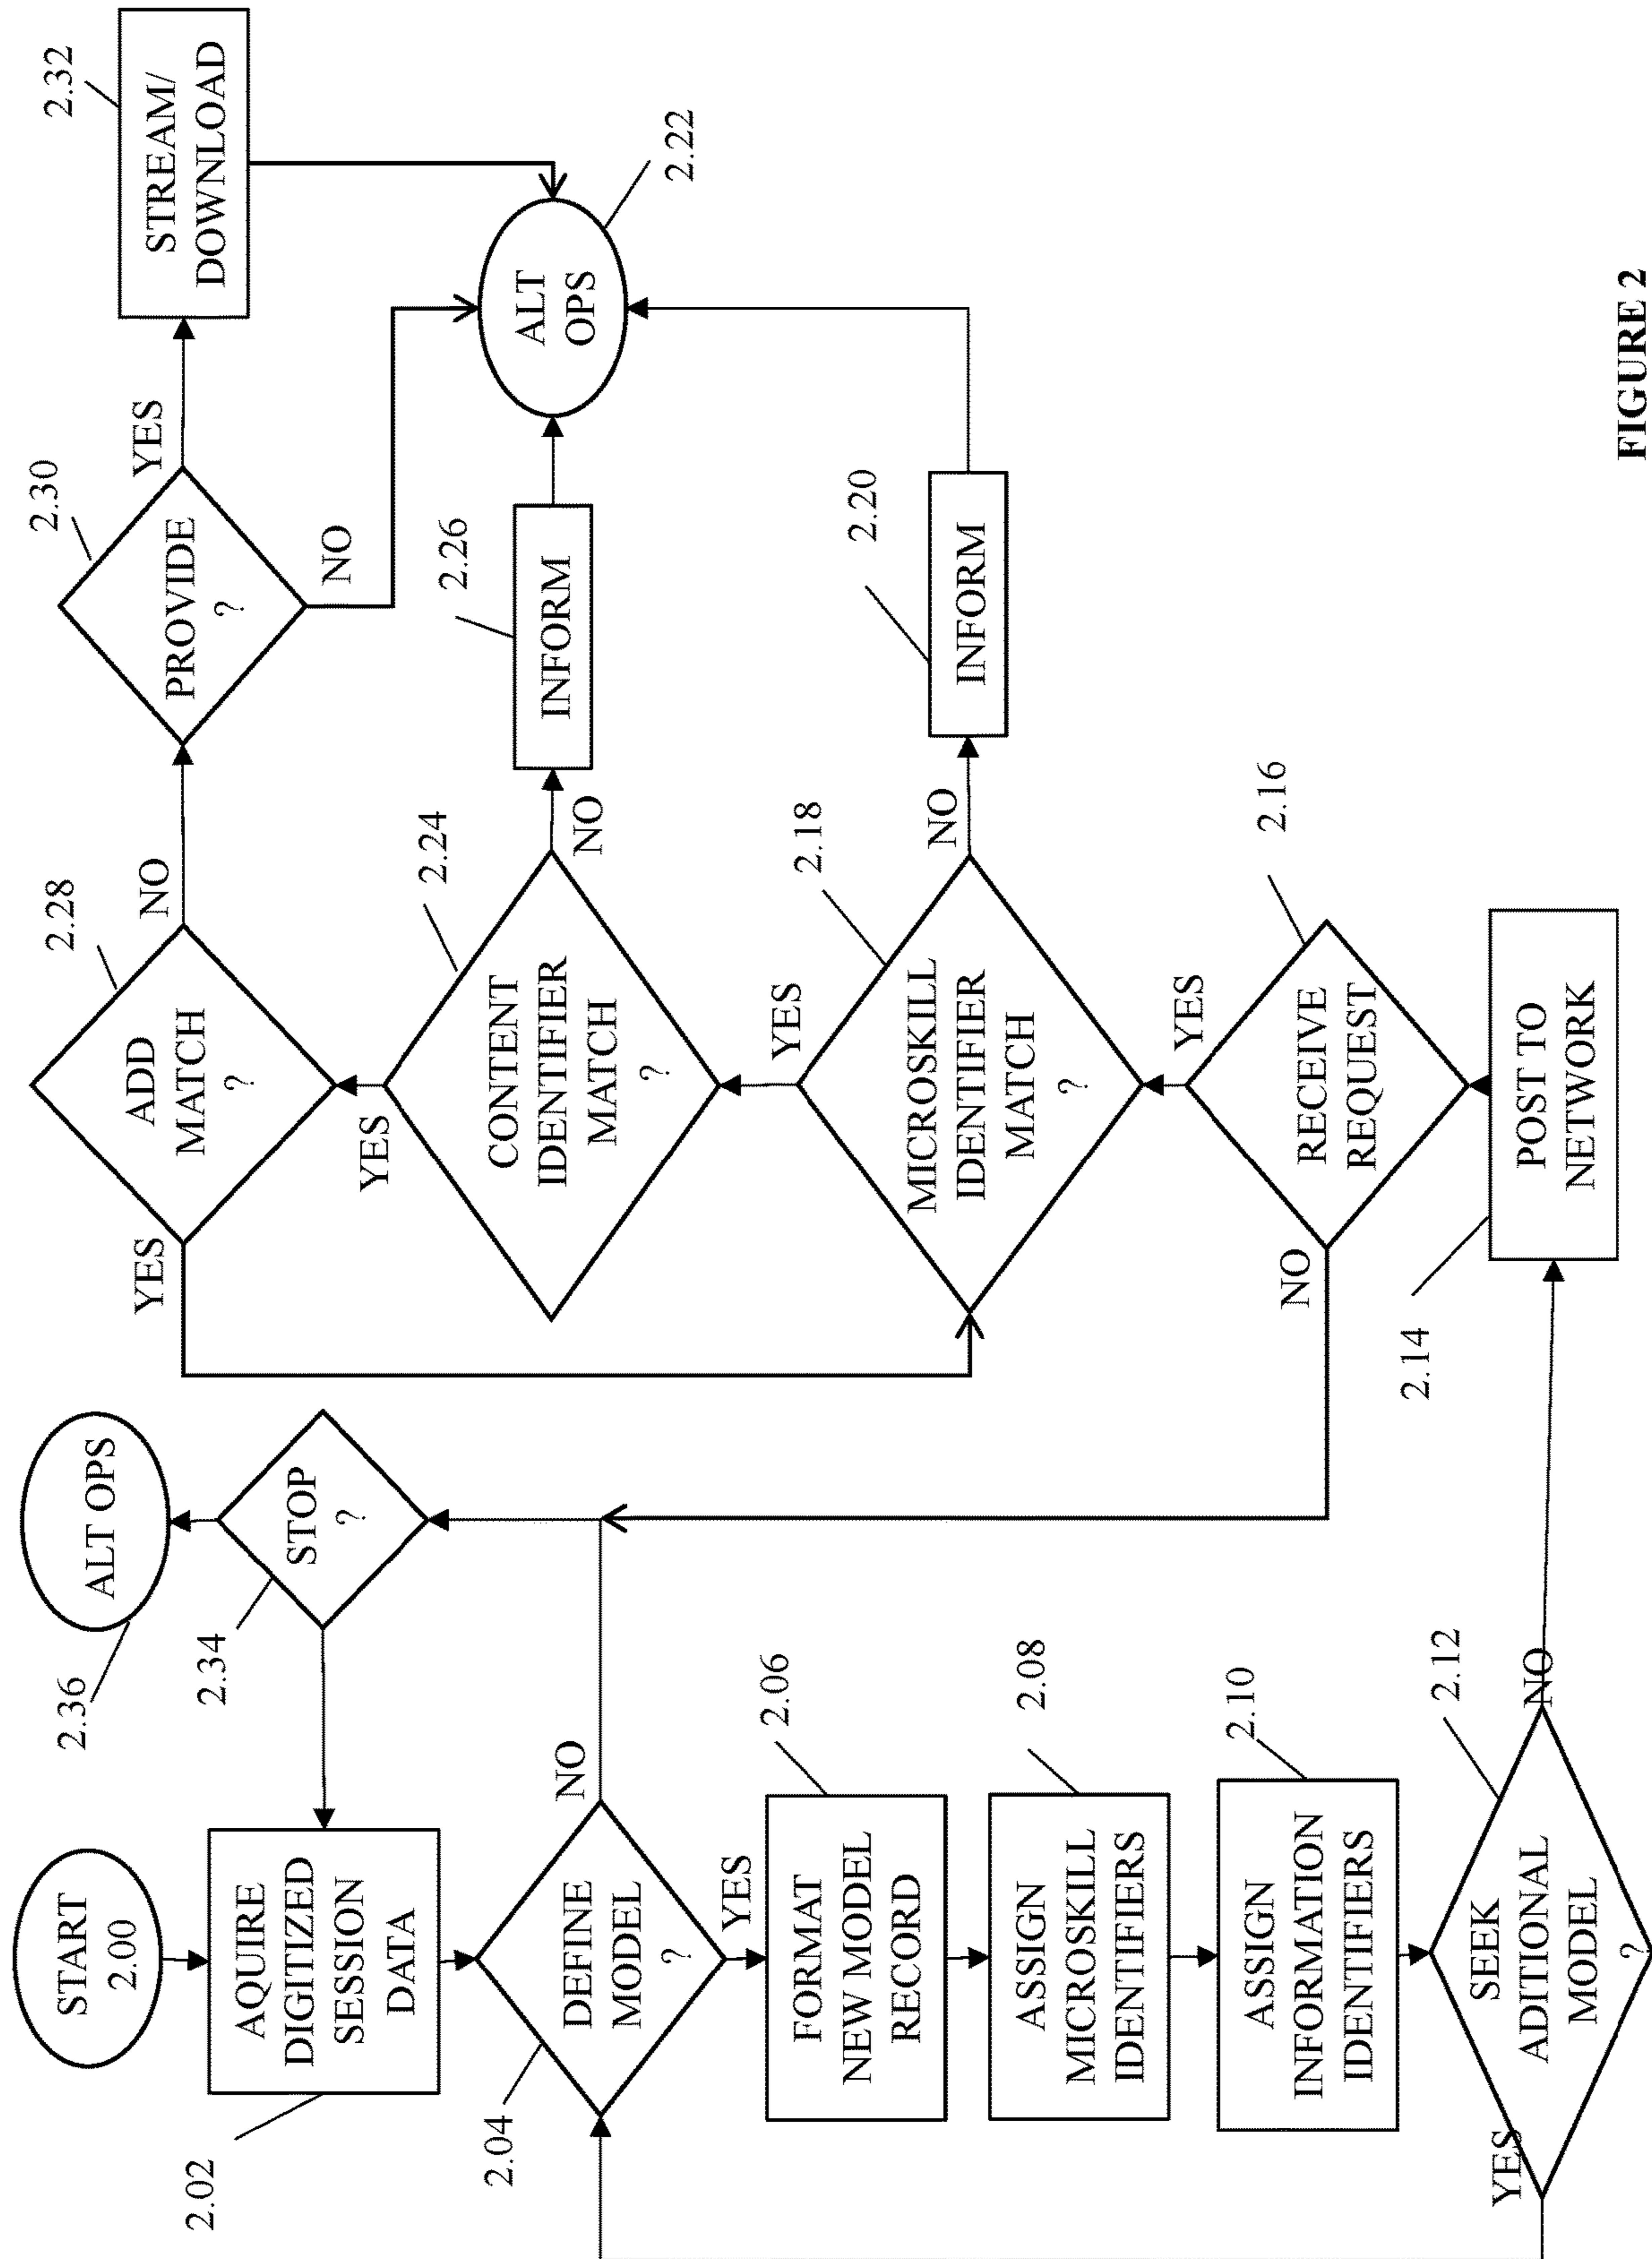 START
2.00
AQUIRE
DIGITIZED
SESSION
DATA
2.02
DEFINE
MODEL
?
2.04
NO
YES
FORMAT
NEW MODEL
RECORD
2.06
ASSIGN
MICROSKILL
IDENTIFIERS
2.08
ASSIGN
INFORMATION
IDENTIFIERS
2.10
SEEK
ADITIONAL
MODEL
?
2.12
YES
NO
ALT OPS
2.36
STOP
?
2.34
POST TO
NETWORK
2.14
RECEIVE
REQUEST
2.16
NO
YES
MICROSKILL
IDENTIFIER
MATCH
?
2.18
YES
NO
INFORM
2.20
CONTENT
IDENTIFIER
MATCH
?
2.24
YES
NO
INFORM
2.26
ADD
MATCH
?
2.28
YES
NO
PROVIDE
?
2.30
YES
NO
STREAM/
DOWNLOAD
2.32
ALT
OPS
2.22
FIGURE 2